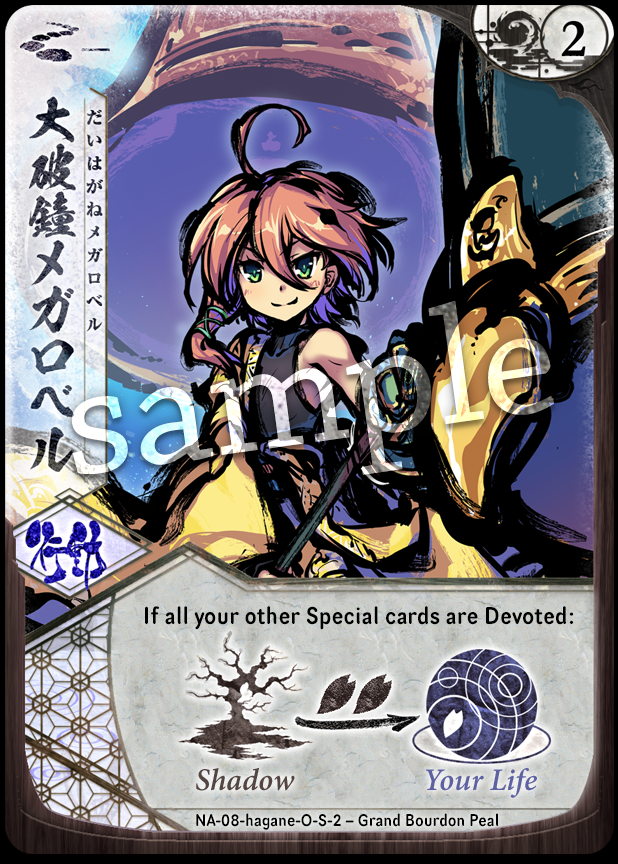 2
大破鐘メガロベル
だいはがねメガロベル
sample
行動
If all your other Special cards are Devoted:
Shadow
Your Life
NA-08-hagane-O-S-2 – Grand Bourdon Peal